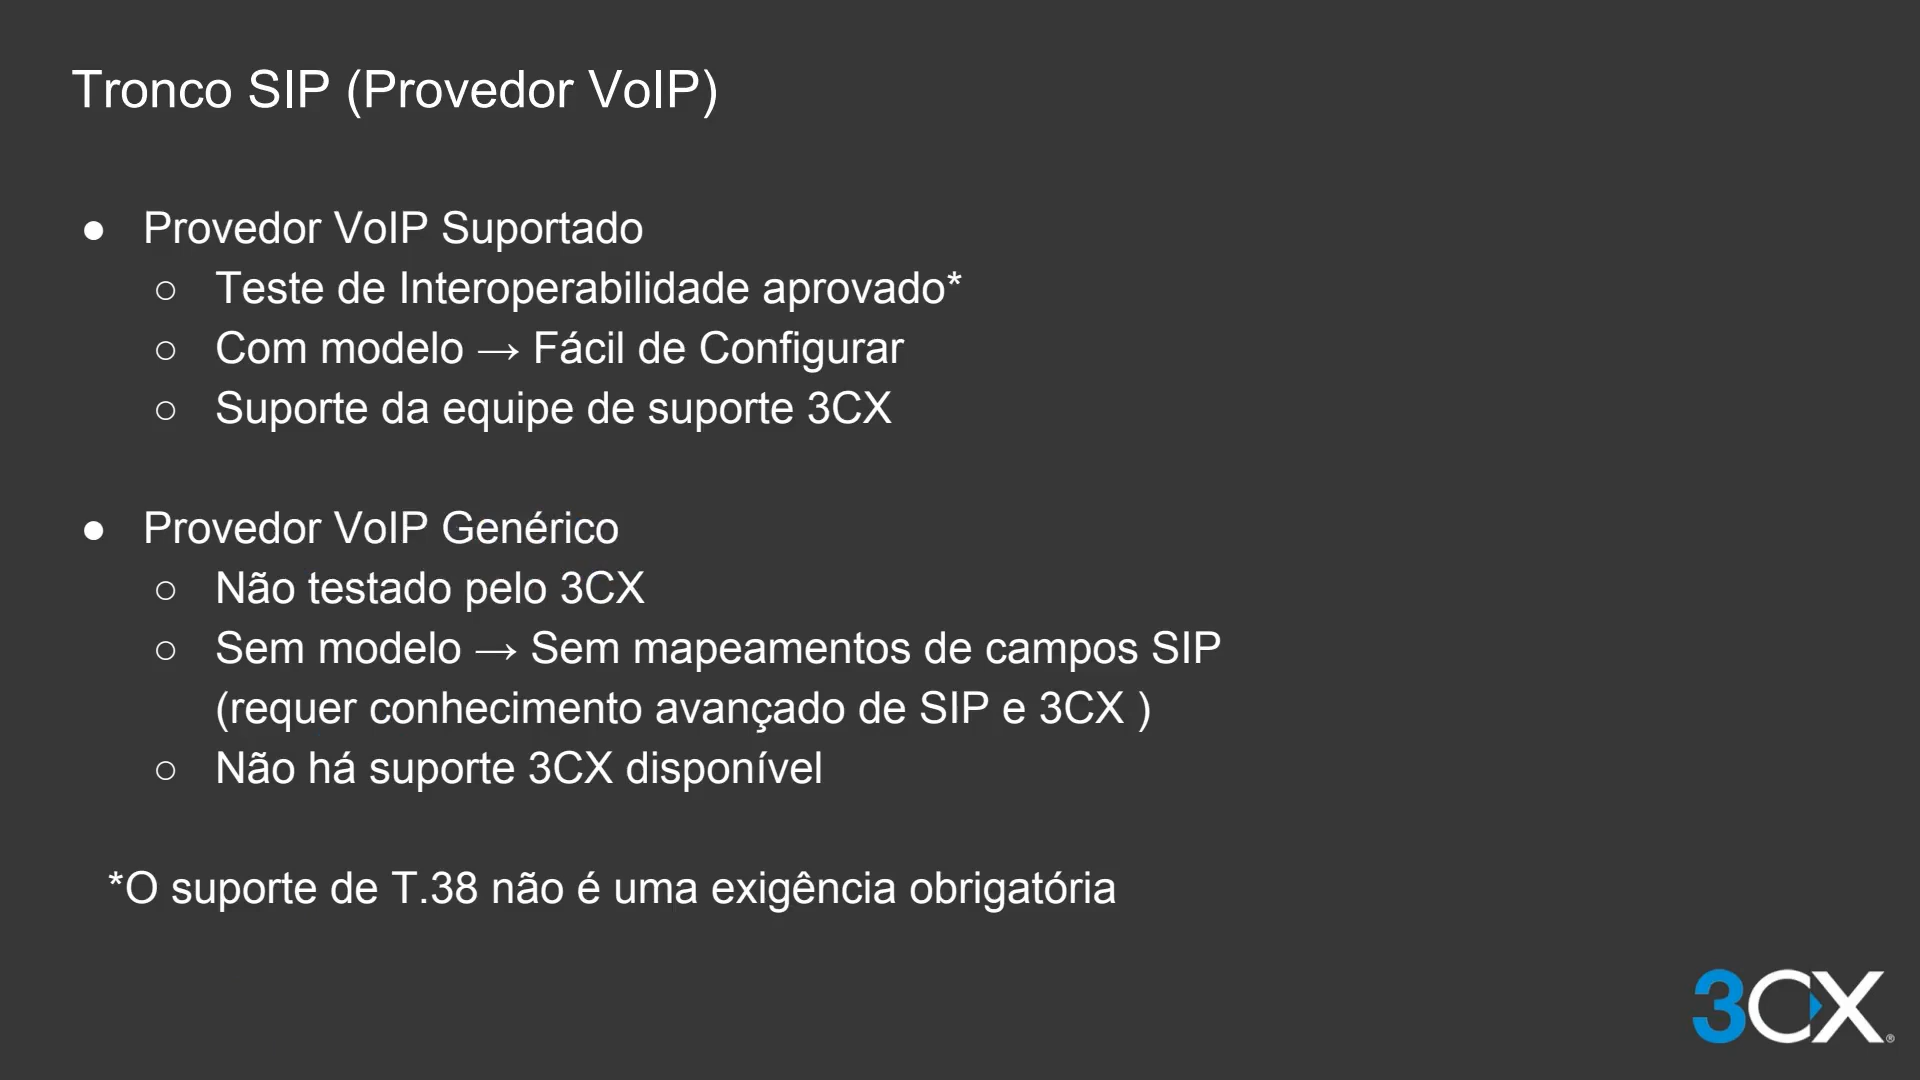 Tronco SIP (Provedor VoIP)
● Provedor VoIP Suportado
○ Teste de Interoperabilidade aprovado*
○ Com modelo → Fácil de Configurar
○ Suporte da equipe de suporte 3CX
● Provedor VoIP Genérico
○ Não testado pelo 3CX
○ Sem modelo → Sem mapeamentos de campos SIP
(requer conhecimento avançado de SIP e 3CX )
○ Não há suporte 3CX disponível
*O suporte de T.38 não é uma exigência obrigatória
3CX®